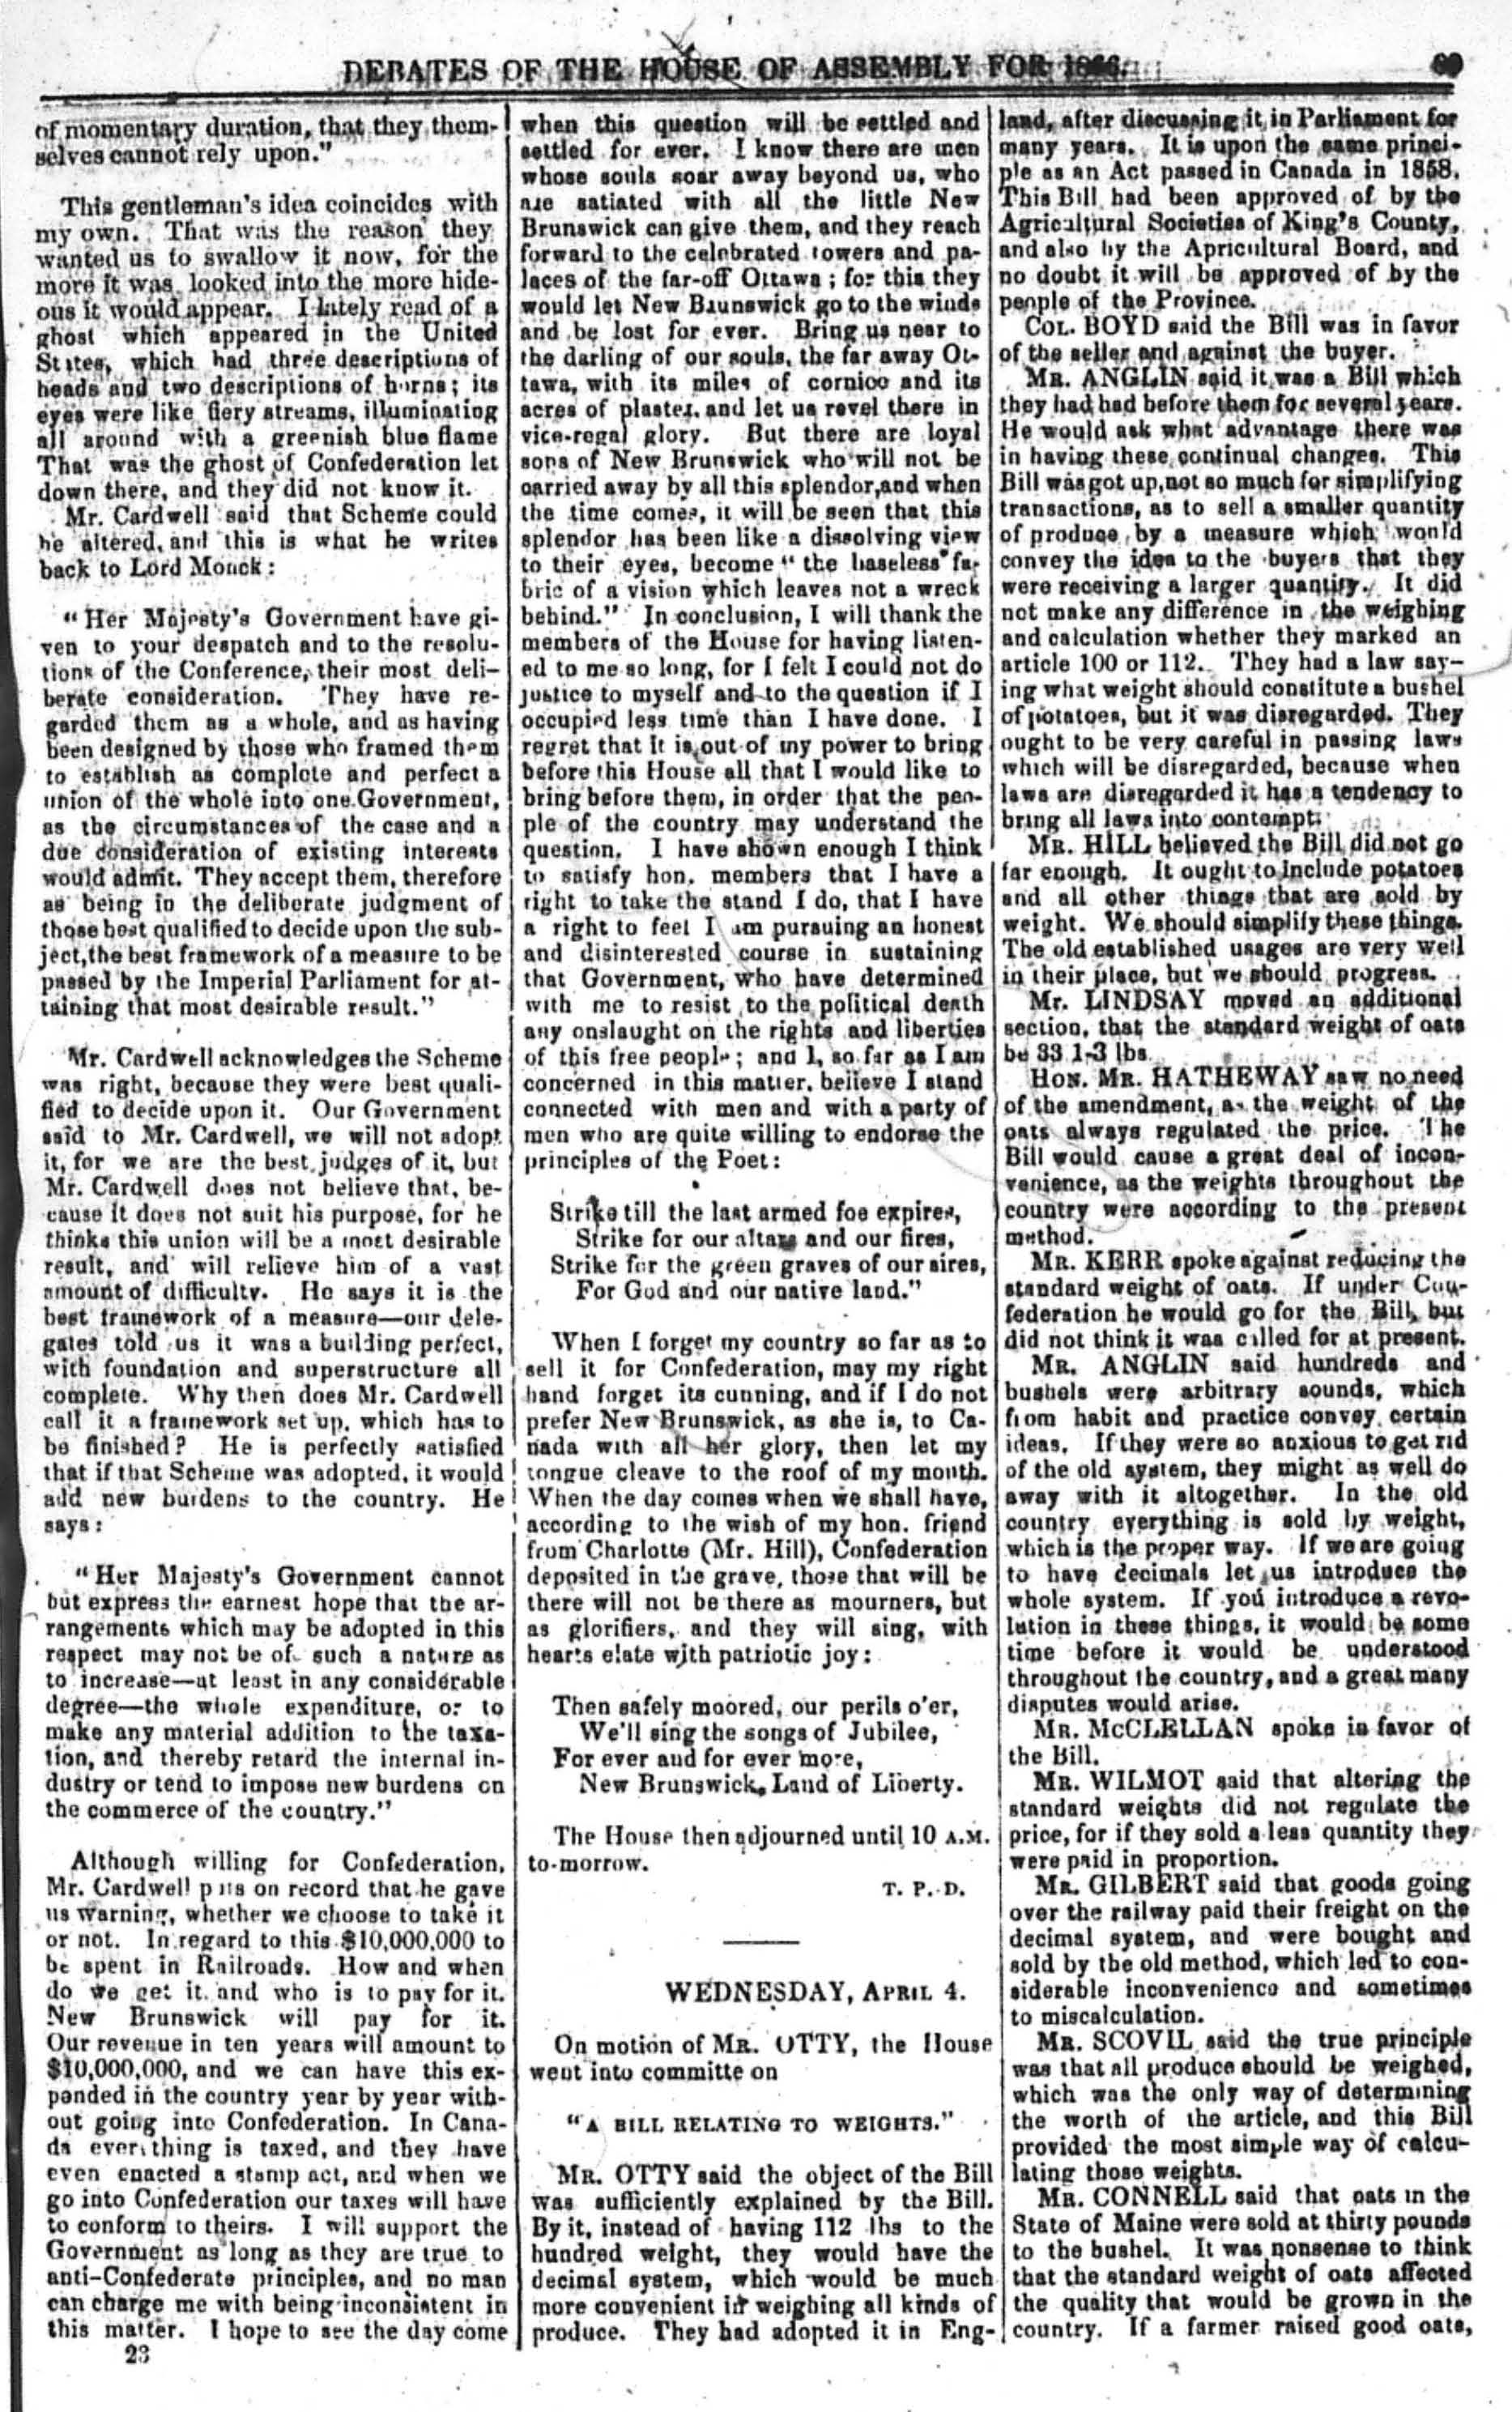 DEBATES OF THE HOUSE OF ASSEMBLY FOR 1866.
of momentary duration, that they them-
selves cannot rely upon."
This gentleman's idea coincides with
my own. That was the reason they
wanted us to swallow it now, for the
more it was looked into the more hide-
ous it would appear. I lately read of a
ghost which appeared in the United
States, which had three descriptions of
heads and two descriptions of horns; its
eyes were like fiery streams, illuminating
all around with a greenish blue flame
That was the ghost of Confederation let
down there, and they did not know it.
Mr. Cardwell said that Scheme could
be altered, and this is what he writes
back to Lord Monck:
"Her Majesty's Government have gi-
ven to your despatch and to the resolu-
tions of the Conference, their most deli-
berate consideration. They have re-
garded them as a whole, and as having
been designed by those who framed them
to establish as complete and perfect a
union of the whole into one Government,
as the circumstances of the case and a
due consideration of existing interests
would admit. They accept them, therefore
as being in the deliberate judgment of
those best qualified to decide upon the sub-
ject, the best framework of a measure to be
passed by the Imperial Parliament for at-
taining that most desirable result."
Mr. Cardwell acknowledges the Scheme
was right, because they were best quali-
fied to decide upon it. Our Government
said to Mr. Cardwell, we will not adopt
it, for we are the best judges of it, but
Mr. Cardwell does not believe that, be-
cause it does not suit his purpose, for he
thinks this union will be a most desirable
result, and will relieve him of a vast
amount of difficulty. He says it is the
best framework of a measure—our dele-
gates told us it was a building perfect,
with foundation and superstructure all
complete. Why then does Mr. Cardwell
call it a framework set up, which has to
be finished? He is perfectly satisfied
that if that Scheme was adopted, it would
add new burdens to the country. He
says:
"Her Majesty's Government cannot
but express the earnest hope that the ar-
rangements which may be adopted in this
respect may not be of such a nature as
to increase—at least in any considerable
degree—the whole expenditure, or to
make any material addition to the taxa-
tion, and thereby retard the internal in-
dustry or tend to impose new burdens on
the commerce of the country."
Although willing for Confederation,
Mr. Cardwell puts on record that he gave
us warning, whether we choose to take it
or not. In regard to this $10,000,000 to
be spent in Railroads. How and when
do we get it, and who is to pay for it.
New Brunswick will pay for it.
Our revenue in ten years will amount to
$10,000,000, and we can have this ex-
panded in the country year by year with-
out going into Confederation. In Cana-
da everything is taxed, and they have
even enacted a stamp act, and when we
go into Confederation our taxes will have
to conform to theirs. I will support the
Government as long as they are true to
anti-Confederate principles, and no man
can charge me with being inconsistent in
this matter. I hope to see the day come
23
when this question will be settled and
settled for ever. I know there are men
whose souls soar away beyond us, who
are satiated with all the little New
Brunswick can give them, and they reach
forward to the celebrated towers and pa-
laces of the far-off Ottawa; for this they
would let New Brunswick go to the winds
and be lost for ever. Bring us near to
the darling of our souls, the far away Ot-
tawa, with its miles of cornice and its
acres of plaster, and let us revel there in
vice-regal glory. But there are loyal
sons of New Brunswick who will not be
carried away by all this splendor, and when
the time comes, it will be seen that this
splendor has been like a dissolving view
to their eyes, become "the baseless fa-
bric of a vision which leaves not a wreck
behind." In conclusion, I will thank the
members of the House for having listen-
ed to me so long, for I felt I could not do
justice to myself and to the question if I
occupied less time than I have done. I
regret that it is out of my power to bring
before this House all that I would like to
bring before them, in order that the peo-
ple of the country may understand the
question. I have shown enough I think
to satisfy hon. members that I have a
right to take the stand I do, that I have
a right to feel I am pursuing an honest
and disinterested course in sustaining
that Government, who have determined
with me to resist to the political death
any onslaught on the rights and liberties
of this free people; and I, so far as I am
concerned in this matter, believe I stand
connected with men and with a party of
men who are quite willing to endorse the
principles of the Poet:
Strike till the last armed foe expires,
Strike for our altars and our fires,
Strike for the green graves of our sires,
For God and our native land."
When I forget my country so far as to
sell it for Confederation, may my right
hand forget its cunning, and if I do not
prefer New Brunswick, as she is, to Ca-
nada with all her glory, then let my
tongue cleave to the roof of my mouth.
When the day comes when we shall have,
according to the wish of my hon. friend
from Charlotte (Mr. Hill), Confederation
deposited in the grave, those that will be
there will not be there as mourners, but
as glorifiers, and they will sing, with
hearts elate with patriotic joy:
Then safely moored, our perils o'er,
We'll sing the songs of Jubilee,
For ever and for ever more,
New Brunswick, Land of Liberty.
The House then adjourned until 10 A.M.
to-morrow.
T. P. D.
WEDNESDAY, APRIL 4.
On motion of MR. OTTY, the House
went into committe on
"A BILL RELATING TO WEIGHTS."
MR. OTTY said the object of the Bill
was sufficiently explained by the Bill.
By it, instead of having 112 lbs to the
hundred weight, they would have the
decimal system, which would be much
more convenient in weighing all kinds of
produce. They had adopted it in Eng-
land, after discussing it in Parliament for
many years. It is upon the same princi-
ple as an Act passed in Canada in 1858.
This Bill had been approved of by the
Agricultural Societies of King's County,
and also by the Apricultural Board, and
no doubt it will be approved of by the
people of the Province.
COL. BOYD said the Bill was in favor
of the seller and against the buyer.
MR. ANGLIN said it was a Bill which
they had had before them for several years.
He would ask what advantage there was
in having these continual changes. This
Bill was got up, not so much for simplifying
transactions, as to sell a smaller quantity
of produce by a measure which would
convey the idea to the buyers that they
were receiving a larger quantity. It did
not make any difference in the weighing
and calculation whether they marked an
article 100 or 112. They had a law say-
ing what weight should constitute a bushel
of potatoes, but it was disregarded. They
ought to be very careful in passing laws
which will be disregarded, because when
laws are disregarded it has a tendency to
bring all laws into contempt.
MR. HILL believed the Bill did not go
far enough. It ought to include potatoes
and all other things that are sold by
weight. We should simplify these things.
The old established usages are very well
in their place, but we should progress.
Mr. LINDSAY moved an additional
section, that the standard weight of oats
be 33 1-3 lbs.
HON. MR. HATHEWAY saw no need
of the amendment, as the weight of the
oats always regulated the price. The
Bill would cause a great deal of incon-
venience, as the weights throughout the
country were according to the present
method.
MR. KERR spoke against reducing the
standard weight of oats. If under Con-
federation he would go for the Bill, but
did not think it was called for at present.
MR. ANGLIN said hundreds and
bushels were arbitrary sounds, which
from habit and practice convey certain
ideas. If they were so anxious to get rid
of the old system, they might as well do
away with it altogether. In the old
country everything is sold by weight,
which is the proper way. If we are going
to have decimals let us introduce the
whole system. If you introduce a revo-
lution in these things, it would be some
time before it would be understood
throughout the country, and a great many
disputes would arise.
MR. McCLELLAN spoke in favor of
the Bill.
MR. WILMOT said that altering the
standard weights did not regulate the
price, for if they sold a less quantity they
were paid in proportion.
MR. GILBERT said that goods going
over the railway paid their freight on the
decimal system, and were bought and
sold by the old method, which led to con-
siderable inconvenience and sometimes
to miscalculation.
MR. SCOVIL said the true principle
was that all produce should be weighed,
which was the only way of determining
the worth of the article, and this Bill
provided the most simple way of calcu-
lating those weights.
MR. CONNELL said that oats in the
State of Maine were sold at thirty pounds
to the bushel. It was nonsense to think
that the standard weight of oats affected
the quality that would be grown in the
country. If a farmer raised good oats,